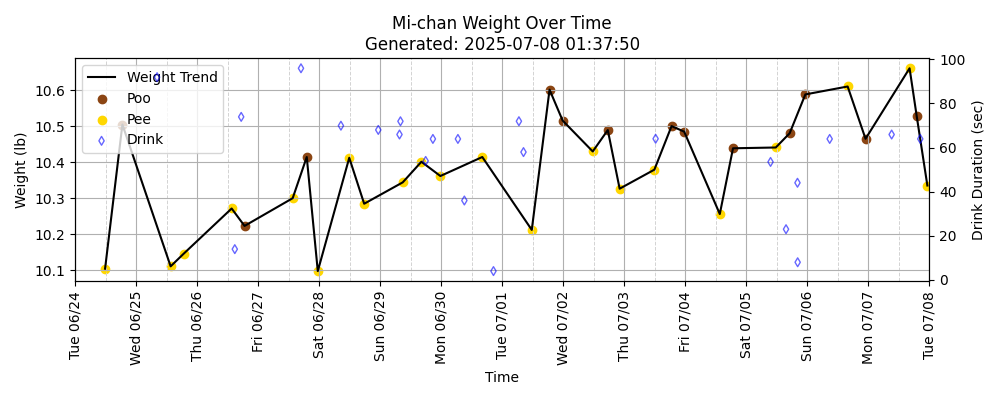 Mi-chan Weight Over Time
Generated: 2025-07-08 01:37:50
Weight Trend
Poo
Pee
Drink
Weight (lb)
10.6
10.5
10.4
10.3
10.2
10.1
100
80
60
40
20
0
Drink Duration (sec)
Tue 06/24
Wed 06/25
Thu 06/26
Fri 06/27
Sat 06/28
Sun 06/29
Mon 06/30
Tue 07/01
Wed 07/02
Thu 07/03
Fri 07/04
Sat 07/05
Sun 07/06
Mon 07/07
Tue 07/08
Time